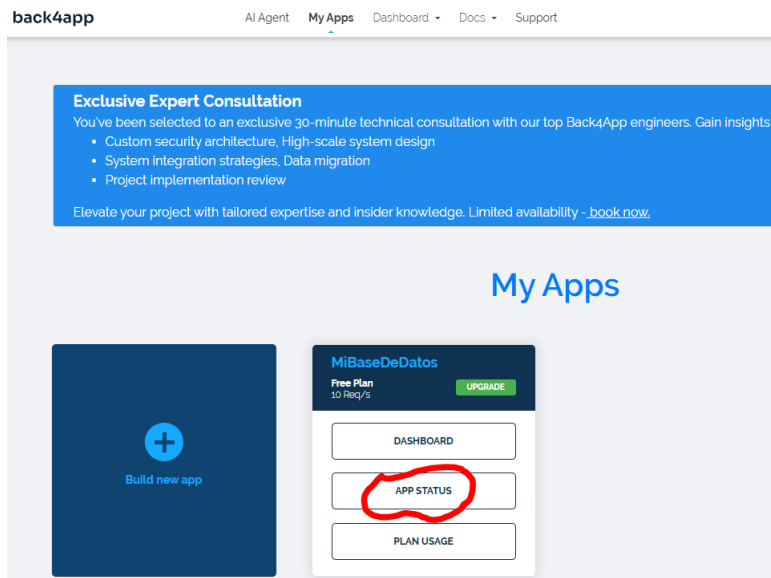 back4app
AI Agent My Apps Dashboard Docs Support
Exclusive Expert Consultation
You've been selected to an exclusive 30-minute technical consultation with our top Back4App engineers. Gain insights
• Custom security architecture, High-scale system design
• System integration strategies, Data migration
• Project implementation review
Elevate your project with tailored expertise and insider knowledge. Limited availability - book now.
My Apps
Build new app
MiBaseDeDatos
Free Plan
10 Req/s
UPGRADE
DASHBOARD
APP STATUS
PLAN USAGE